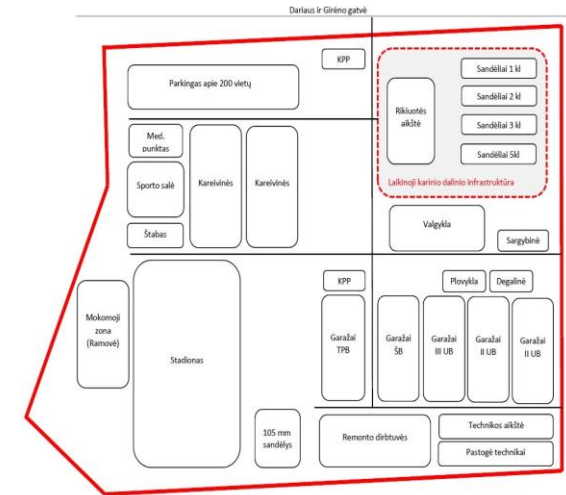 Dariaus ir Girėno gatvė
KPP
Parkingas apie 200 vietų
Rikiuotės
aikštė
Sandėliai 1 kl
Sandėliai 2 kl
Sandėliai 3 kl
Sandėliai 5kl
Laikinoji karinio dalinio infrastruktūra
Med.
punktas
Sporto salė
Štabas
Kareivinės
Kareivinės
Valgykla
Sargybinė
Mokomoji
zona
(Ramovė)
Stadionas
KPP
Plovykla
Degalinė
Garažai
TPB
Garažai
ŠB
Garažai
III UB
Garažai
II UB
Garažai
II UB
105 mm
sandėlys
Remonto dirbtuvės
Technikos aikštė
Pastogė technikai